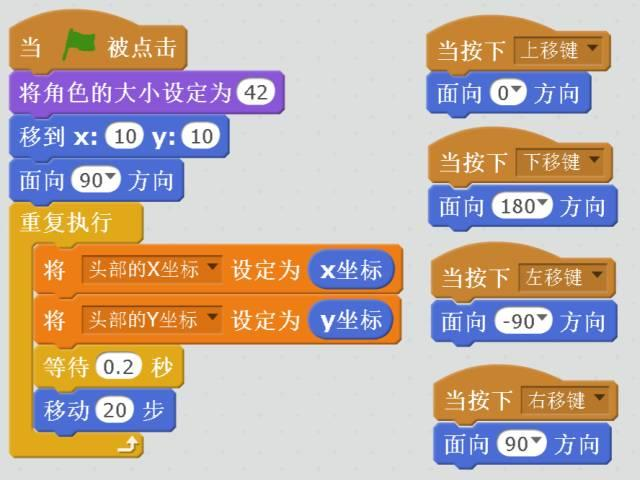 当 被点击
将角色的大小设定为 42
移到 x: 10 y: 10
面向 90 方向
重复执行
将 头部的X坐标 设定为 x坐标
将 头部的Y坐标 设定为 y坐标
等待 0.2 秒
移动 20 步
当按下 上移键
面向 0 方向
当按下 下移键
面向 180 方向
当按下 左移键
面向 -90 方向
当按下 右移键
面向 90 方向